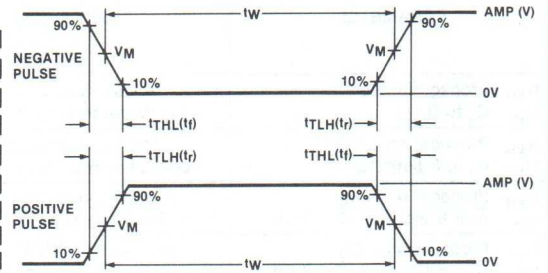 tW
AMP (V)
90% 90%
NEGATIVE
PULSE
VM VM
10% 10%
0V
tTHL(tf) tTLH(tr)
tTLH(tr) tTHL(tf)
AMP (V)
POSITIVE
PULSE
90% 90%
VM VM
10% 10%
tW
0V